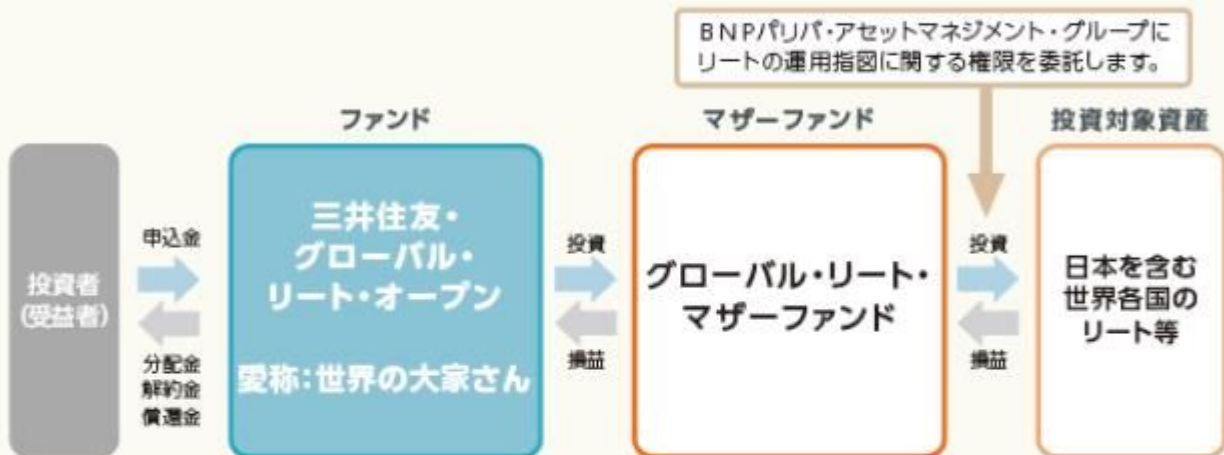 BNPパリバ・アセットマネジメント・グループに
リートの運用指図に関する権限を委託します。
ファンド
マザーファンド
投資対象資産
投資者
(受益者)
申込金
分配金
解約金
償還金
三井住友・
グローバル・
リート・オープン
愛称:世界の大家さん
投資
損益
グローバル・リート・
マザーファンド
投資
損益
日本を含む
世界各国の
リート等